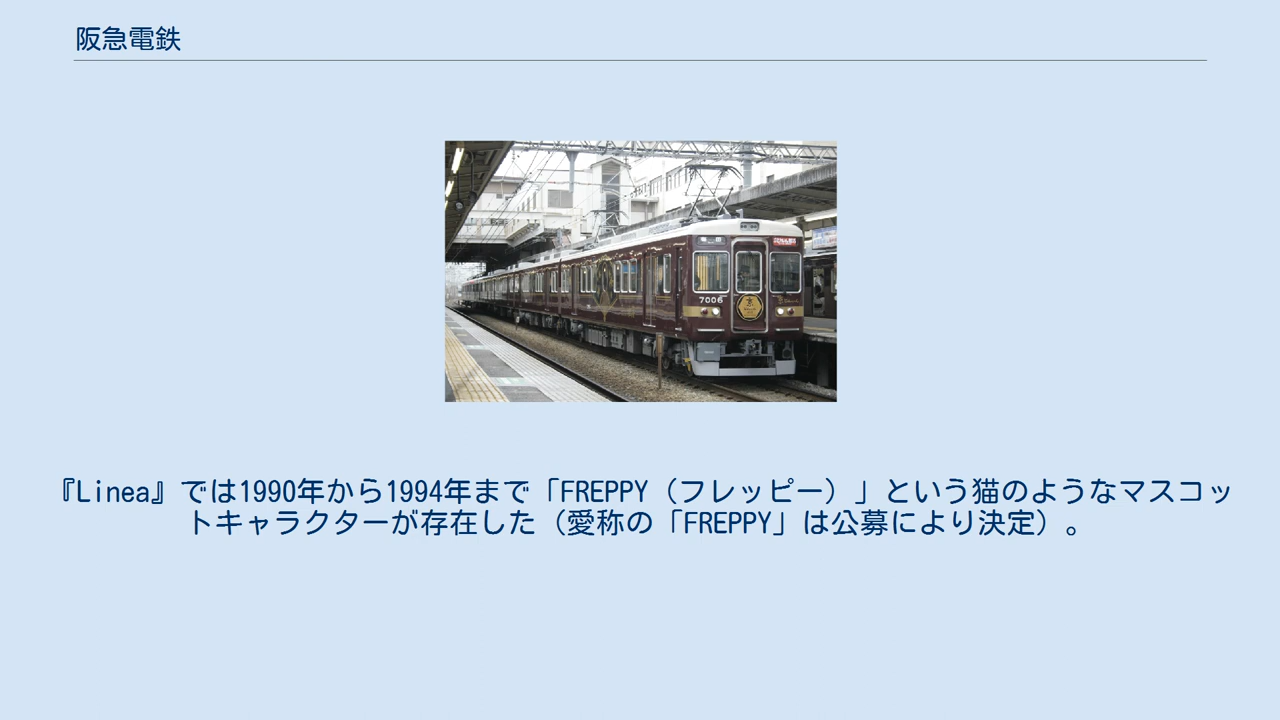 阪急電鉄
7006
『Linea』では1990年から1994年まで「FREPPY（フレッピー）」という猫のようなマスコッ
トキャラクターが存在した（愛称の「FREPPY」は公募により決定）。